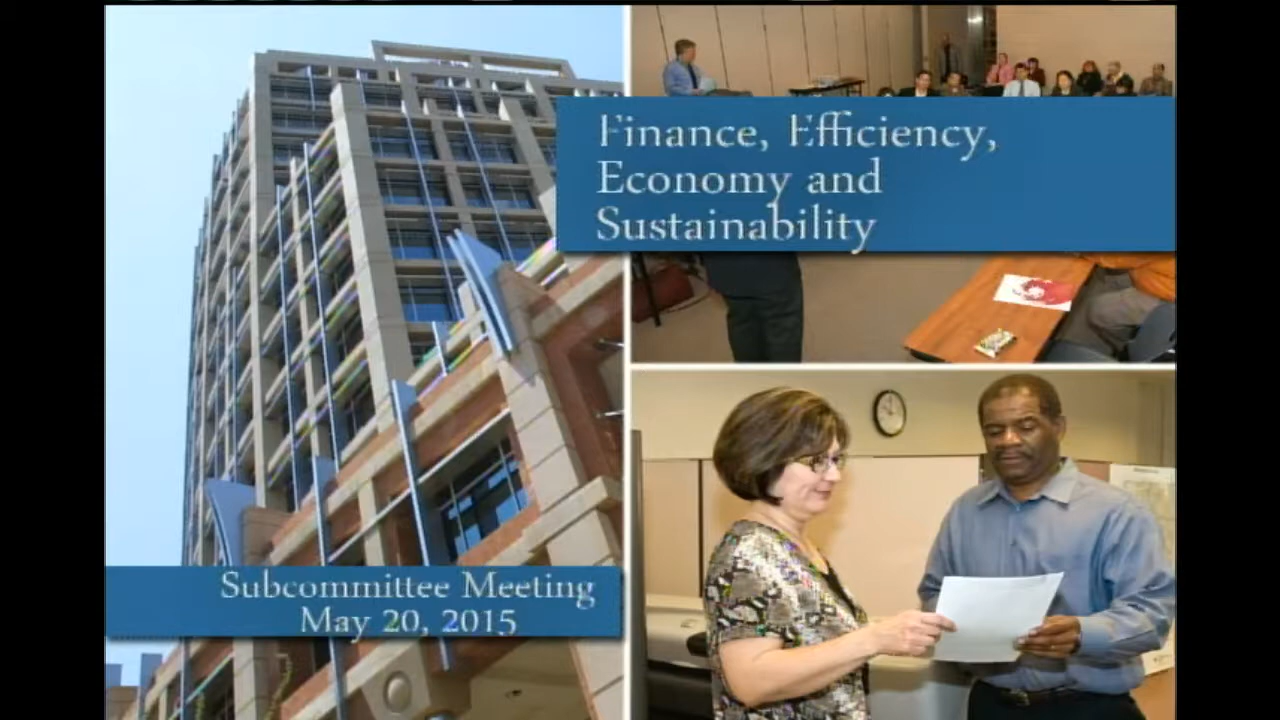 Finance, Efficiency,
Economy and
Sustainability
Subcommittee Meeting
May 20, 2015